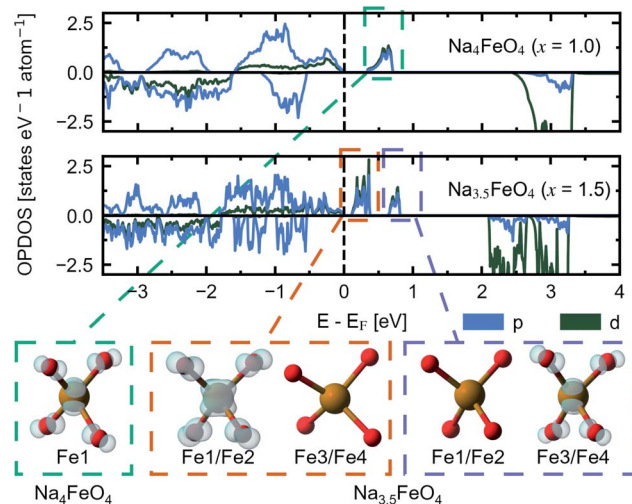 OPDOS [states eV⁻ 1 atom⁻¹]
2.5
0.0
−2.5
Na₄FeO₄ (x = 1.0)
2.5
0.0
−2.5
Na₃.₅FeO₄ (x = 1.5)
−3 −2 −1 0 1 2 3 4
E - E_F [eV]
p d
Fe1 Fe1/Fe2 Fe3/Fe4 Fe1/Fe2 Fe3/Fe4
Na₄FeO₄ Na₃.₅FeO₄